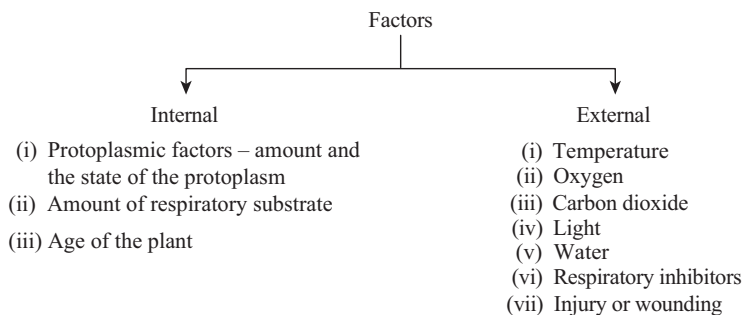 Factors
Internal
(i) Protoplasmic factors – amount and
the state of the protoplasm
(ii) Amount of respiratory substrate
(iii) Age of the plant
External
(i) Temperature
(ii) Oxygen
(iii) Carbon dioxide
(iv) Light
(v) Water
(vi) Respiratory inhibitors
(vii) Injury or wounding